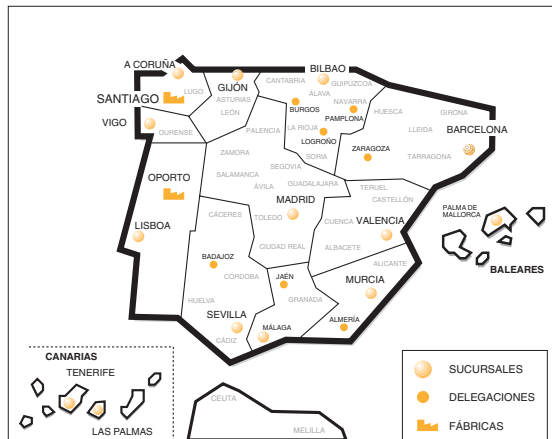 A CORUÑA
BILBAO
GIJÓN
CANTABRIA
GUIPÚZCOA
LUGO
ÁLAVA
SANTIAGO
ASTURIAS
BURGOS
NAVARRA
PAMPLONA
HUESCA
GIRONA
LEÓN
VIGO
OURENSE
PALENCIA
LA RIOJA
LOGROÑO
LLEIDA
BARCELONA
ZAMORA
SORIA
ZARAGOZA
TARRAGONA
SEGOVIA
SALAMANCA
OPORTO
ÁVILA
GUADALAJARA
TERUEL
MADRID
CASTELLÓN
PALMA DE
MALLORCA
CÁCERES
TOLEDO
CUENCA
VALENCIA
LISBOA
CIUDAD REAL
ALBACETE
BADAJOZ
ALICANTE
BALEARES
CÓRDOBA
JAÉN
MURCIA
HUELVA
GRANADA
SEVILLA
MÁLAGA
ALMERÍA
CÁDIZ
CANARIAS
TENERIFE
LAS PALMAS
CEUTA
MELILLA
SUCURSALES
DELEGACIONES
FÁBRICAS